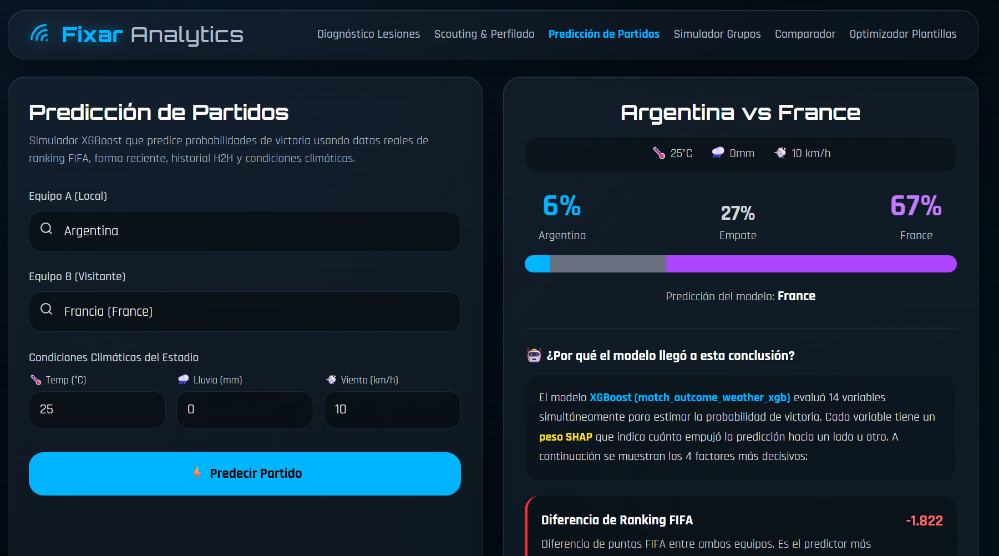 Fixar Analytics
Diagnóstico Lesiones
Scouting & Perfilado
Predicción de Partidos
Simulador Grupos
Comparador
Optimizador Plantillas
Predicción de Partidos
Simulador XGBoost que predice probabilidades de victoria usando datos reales de
ranking FIFA, forma reciente, historial H2H y condiciones climáticas.
Equipo A (Local)
Argentina
Equipo B (Visitante)
Francia (France)
Condiciones Climáticas del Estadio
Temp (°C)
Lluvia (mm)
Viento (km/h)
25
0
10
Predecir Partido
Argentina vs France
25°C
0mm
10 km/h
6%
27%
67%
Argentina
Empate
France
Predicción del modelo: France
¿Por qué el modelo llegó a esta conclusión?
El modelo XGBoost (match_outcome_weather_xgb) evaluó 14 variables
simultáneamente para estimar la probabilidad de victoria. Cada variable tiene un
peso SHAP que indica cuánto empujó la predicción hacia un lado u otro. A
continuación se muestran los 4 factores más decisivos:
Diferencia de Ranking FIFA
-1.822
Diferencia de puntos FIFA entre ambos equipos. Es el predictor más